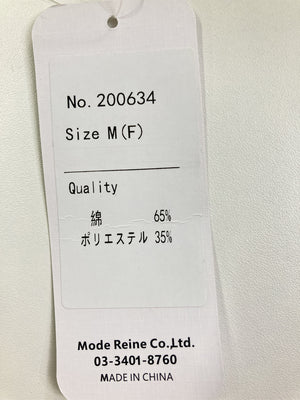 No. 200634
Size M(F)
Quality
綿 65%
ポリエステル 35%
Mode Reine Co.,Ltd.
03-3401-8760
MADE IN CHINA